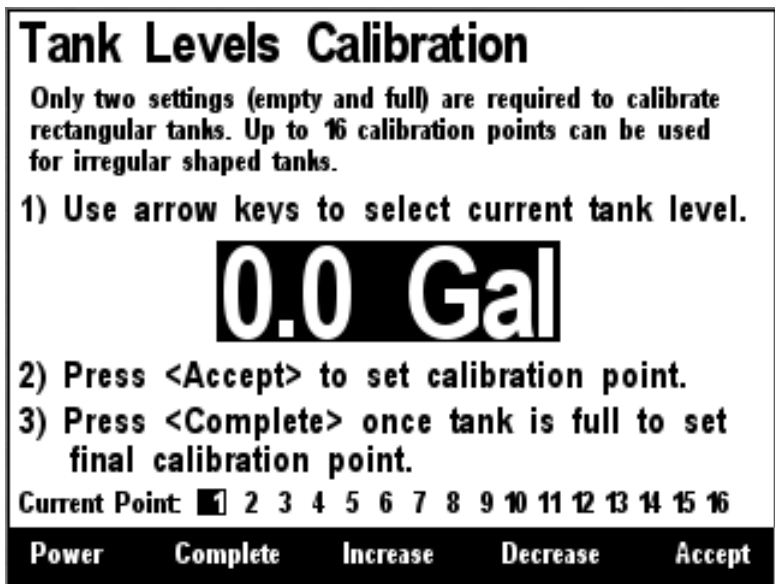 Tank Levels Calibration
Only two settings (empty and full) are required to calibrate
rectangular tanks. Up to 16 calibration points can be used
for irregular shaped tanks.
1) Use arrow keys to select current tank level.
0.0 Gal
2) Press <Accept> to set calibration point.
3) Press <Complete> once tank is full to set
final calibration point.
Current Point: 1 2 3 4 5 6 7 8 9 10 11 12 13 14 15 16
Power Complete Increase Decrease Accept